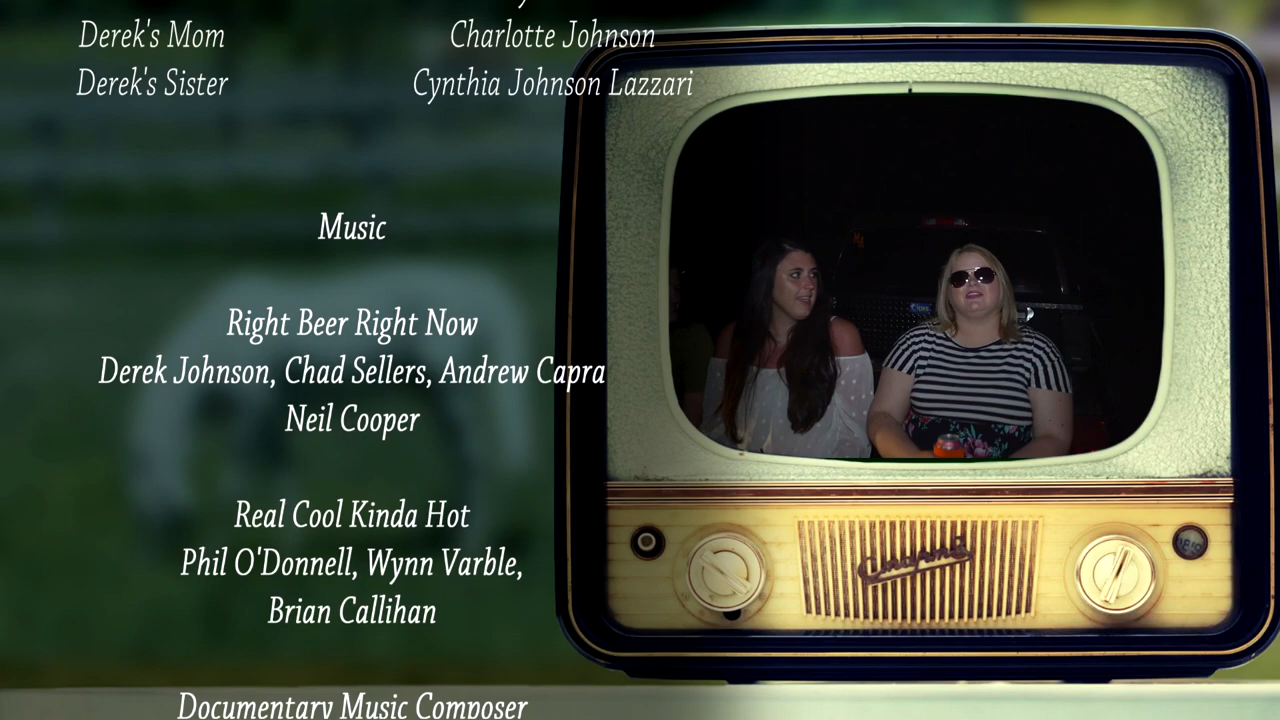 Derek's Mom Charlotte Johnson
Derek's Sister Cynthia Johnson Lazzari
Music
Right Beer Right Now
Derek Johnson, Chad Sellers, Andrew Capra
Neil Cooper
Real Cool Kinda Hot
Phil O'Donnell, Wynn Varble,
Brian Callihan
Documentary Music Composer